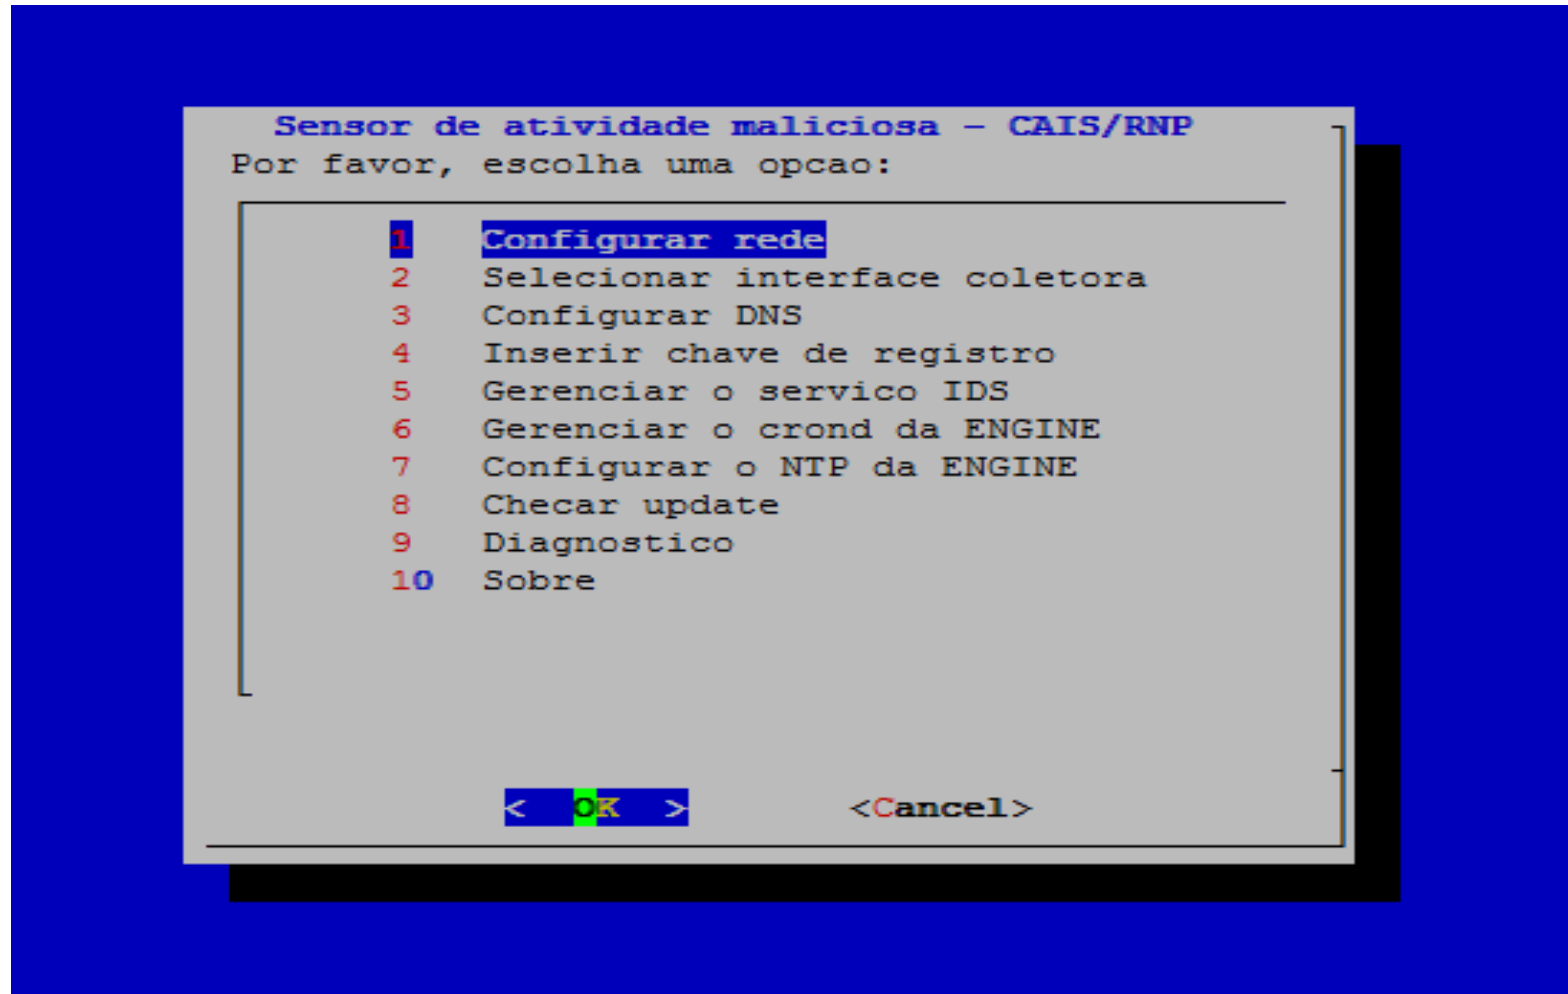 Sensor de atividade maliciosa - CAIS/RNP
Por favor, escolha uma opcao:
1 Configurar rede
2 Selecionar interface coletora
3 Configurar DNS
4 Inserir chave de registro
5 Gerenciar o servico IDS
6 Gerenciar o crond da ENGINE
7 Configurar o NTP da ENGINE
8 Checar update
9 Diagnostico
10 Sobre
< OK > <Cancel>